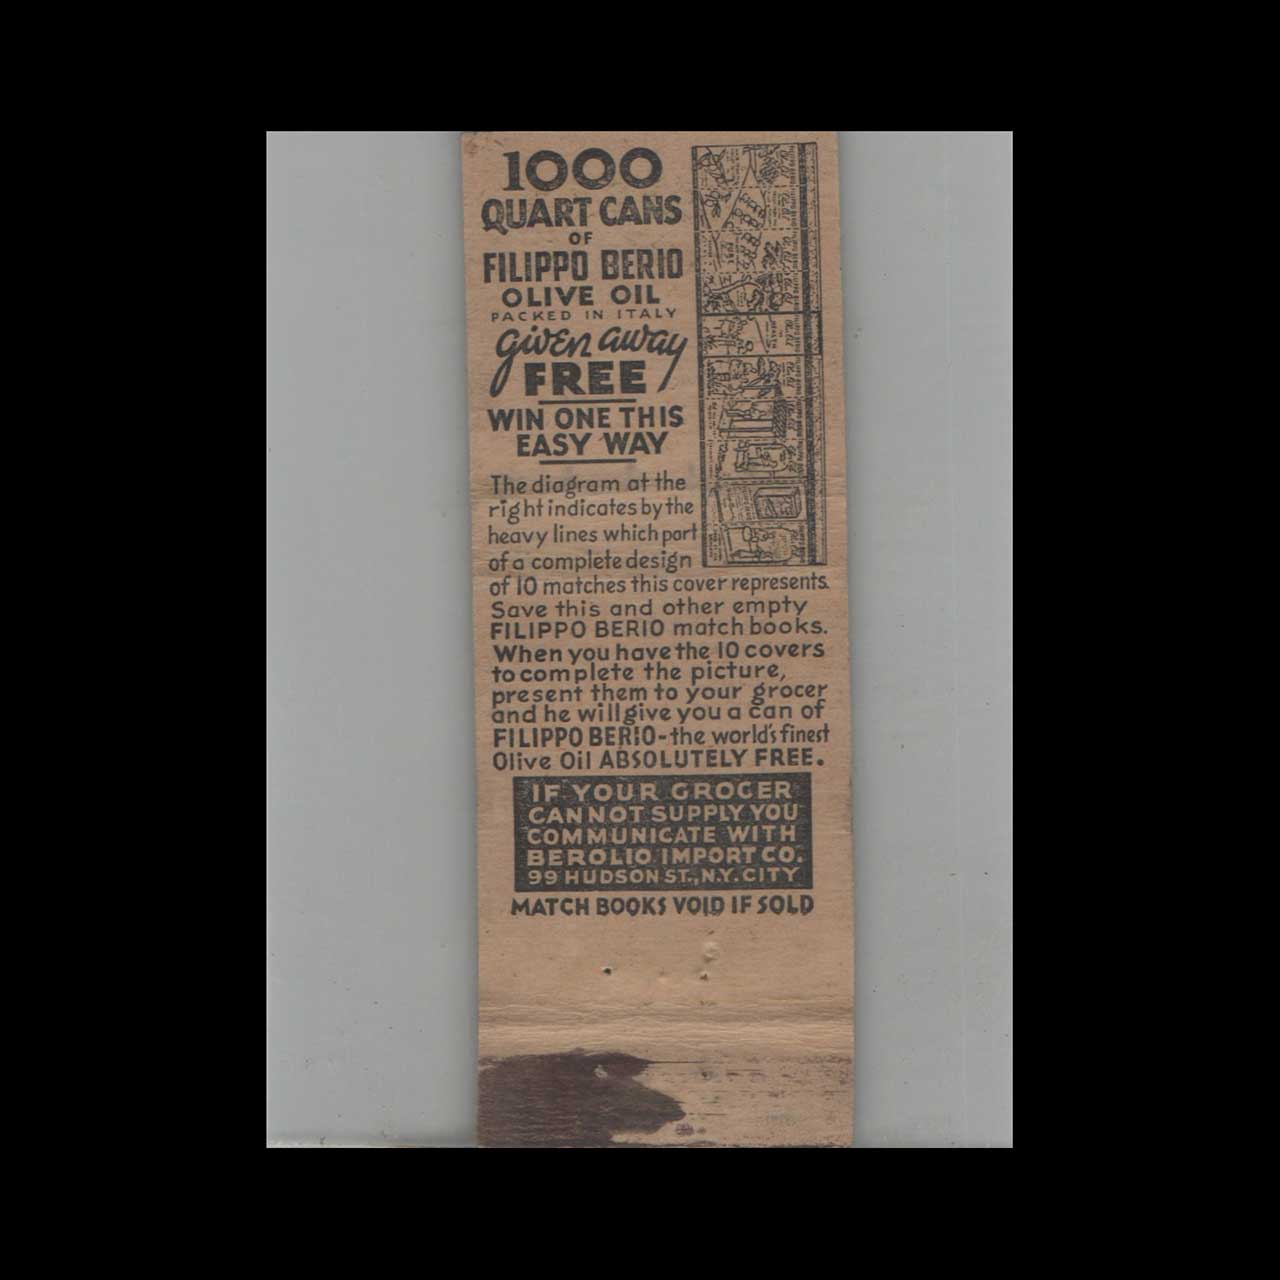 1000
QUART CANS
OF
FILIPPO BERIO
OLIVE OIL
PACKED IN ITALY
given away
FREE
WIN ONE THIS
EASY WAY
The diagram at the
right indicates by the
heavy lines which part
of a complete design
of 10 matches this cover represents.
Save this and other empty
FILIPPO BERIO match books.
When you have the 10 covers
to complete the picture,
present them to your grocer
and he will give you a can of
FILIPPO BERIO-the world's finest
Olive Oil ABSOLUTELY FREE.
IF YOUR GROCER
CANNOT SUPPLY YOU
COMMUNICATE WITH
BEROLIO IMPORT CO.
99 HUDSON ST., N.Y. CITY
MATCH BOOKS VOID IF SOLD